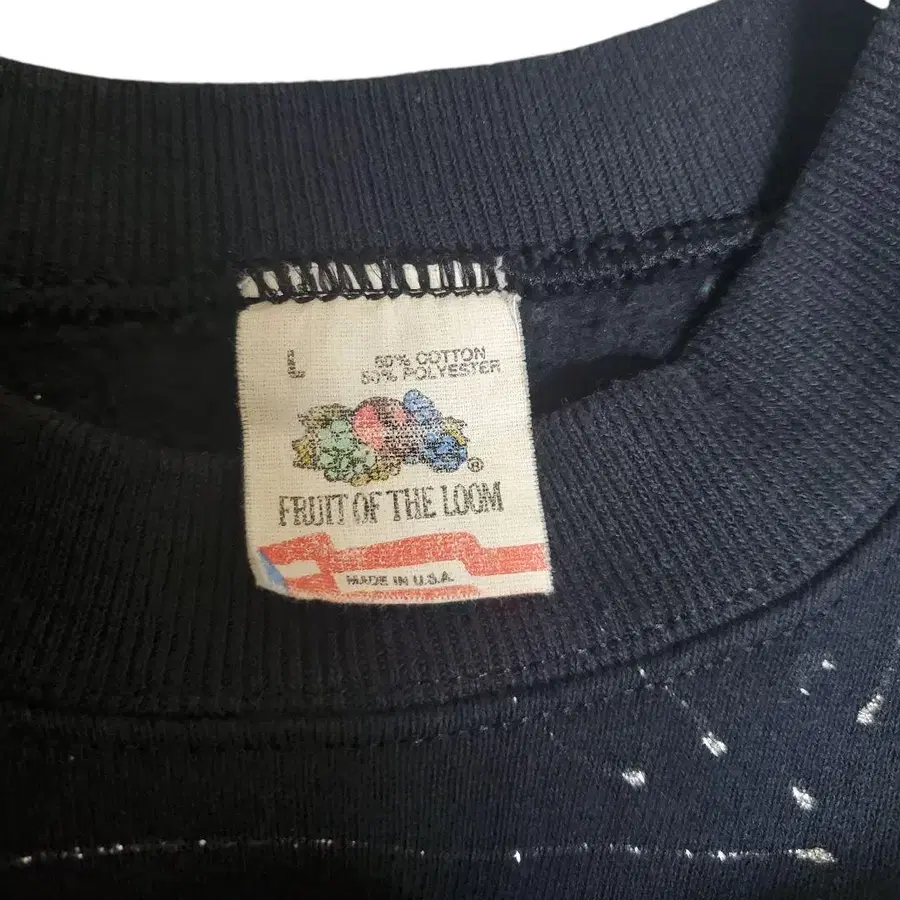 L
50% COTTON
50% POLYESTER
®
FRUIT OF THE LOOM
MADE IN U.S.A.